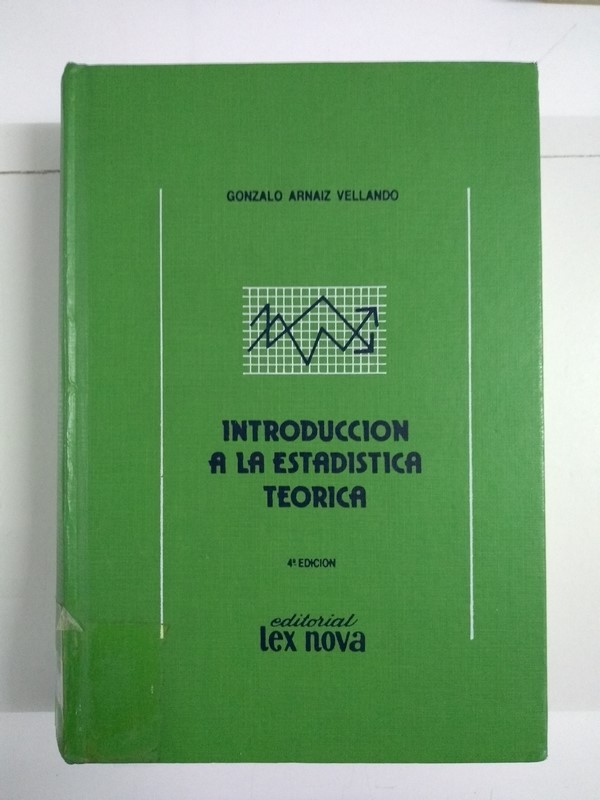 GONZALO ARNAIZ VELLANDO
INTRODUCCION
A LA ESTADISTICA
TEORICA
4ª EDICION
editorial
lex nova